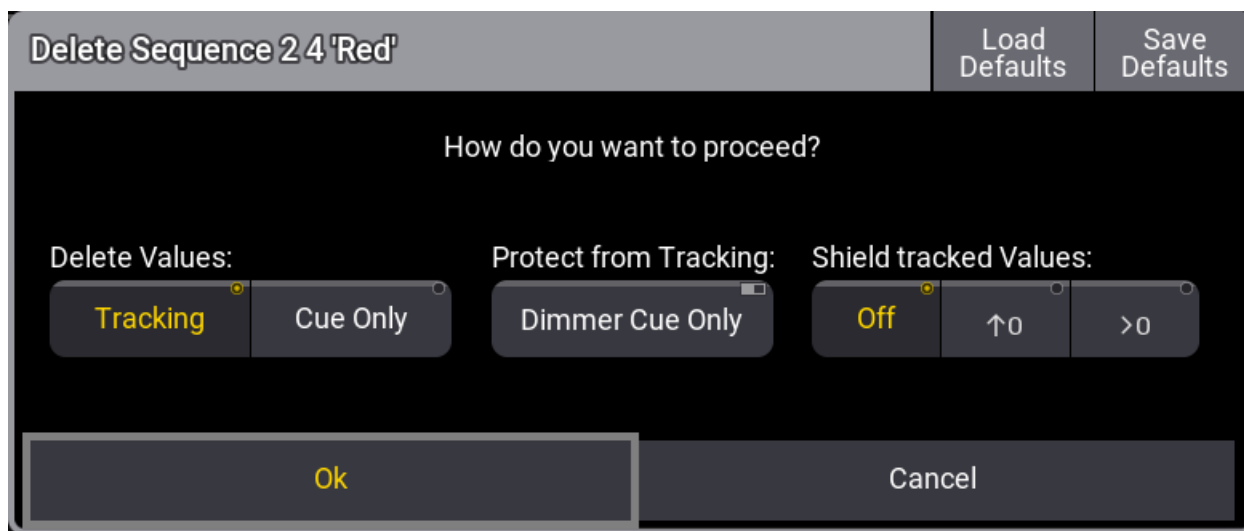 Delete Sequence 2 4 'Red'
Load
Defaults
Save
Defaults
How do you want to proceed?
Delete Values:
Protect from Tracking:
Shield tracked Values:
Tracking
Cue Only
Dimmer Cue Only
Off
↑0
>0
Ok
Cancel